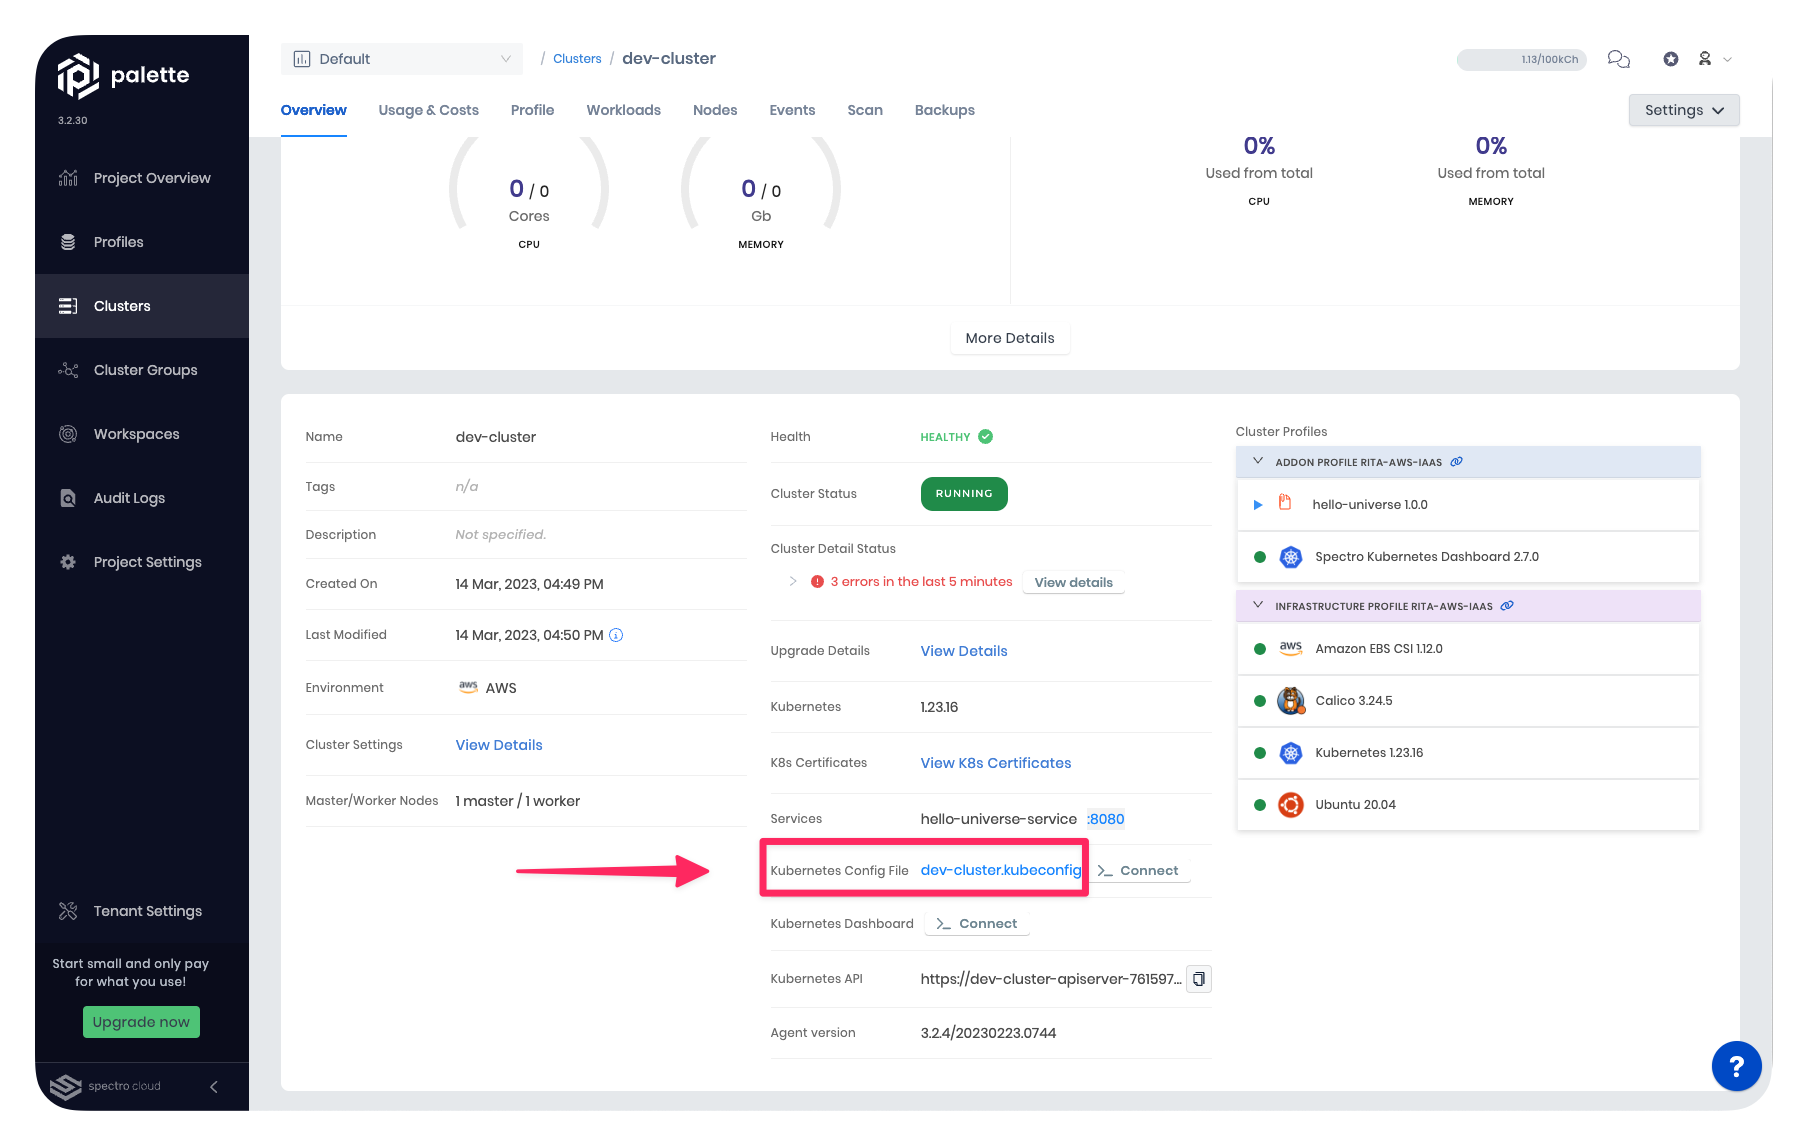 palette
3.2.30
Project Overview
Profiles
Clusters
Cluster Groups
Workspaces
Audit Logs
Project Settings
Tenant Settings
Start small and only pay
for what you use!
Upgrade now
spectro cloud
Default
/ Clusters / dev-cluster
1.13/100kCh
Overview Usage & Costs Profile Workloads Nodes Events Scan Backups
Settings
0 / 0
Cores
CPU
0 / 0
Gb
MEMORY
0%
Used from total
CPU
0%
Used from total
MEMORY
More Details
Name dev-cluster
Tags n/a
Description Not specified.
Created On 14 Mar, 2023, 04:49 PM
Last Modified 14 Mar, 2023, 04:50 PM
Environment aws AWS
Cluster Settings View Details
Master/Worker Nodes 1 master / 1 worker
Health HEALTHY
Cluster Status RUNNING
Cluster Detail Status
3 errors in the last 5 minutes View details
Upgrade Details View Details
Kubernetes 1.23.16
K8s Certificates View K8s Certificates
Services hello-universe-service :8080
Kubernetes Config File dev-cluster.kubeconfig Connect
Kubernetes Dashboard Connect
Kubernetes API https://dev-cluster-apiserver-761597...
Agent version 3.2.4/20230223.0744
Cluster Profiles
ADDON PROFILE RITA-AWS-IAAS
hello-universe 1.0.0
Spectro Kubernetes Dashboard 2.7.0
INFRASTRUCTURE PROFILE RITA-AWS-IAAS
aws Amazon EBS CSI 1.12.0
Calico 3.24.5
Kubernetes 1.23.16
Ubuntu 20.04
?